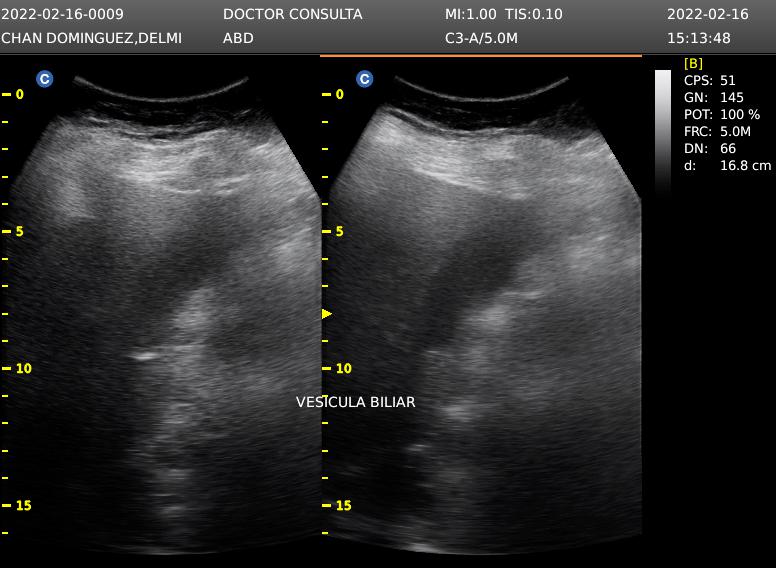 2022-02-16-0009 DOCTOR CONSULTA MI:1.00 TIS:0.10 2022-02-16
CHAN DOMINGUEZ,DELMI ABD C3-A/5.0M 15:13:48
C
C
[B]
CPS: 51
GN: 145
POT: 100 %
FRC: 5.0M
DN: 66
d: 16.8 cm
0
5
10
15
0
5
10
15
VESICULA BILIAR